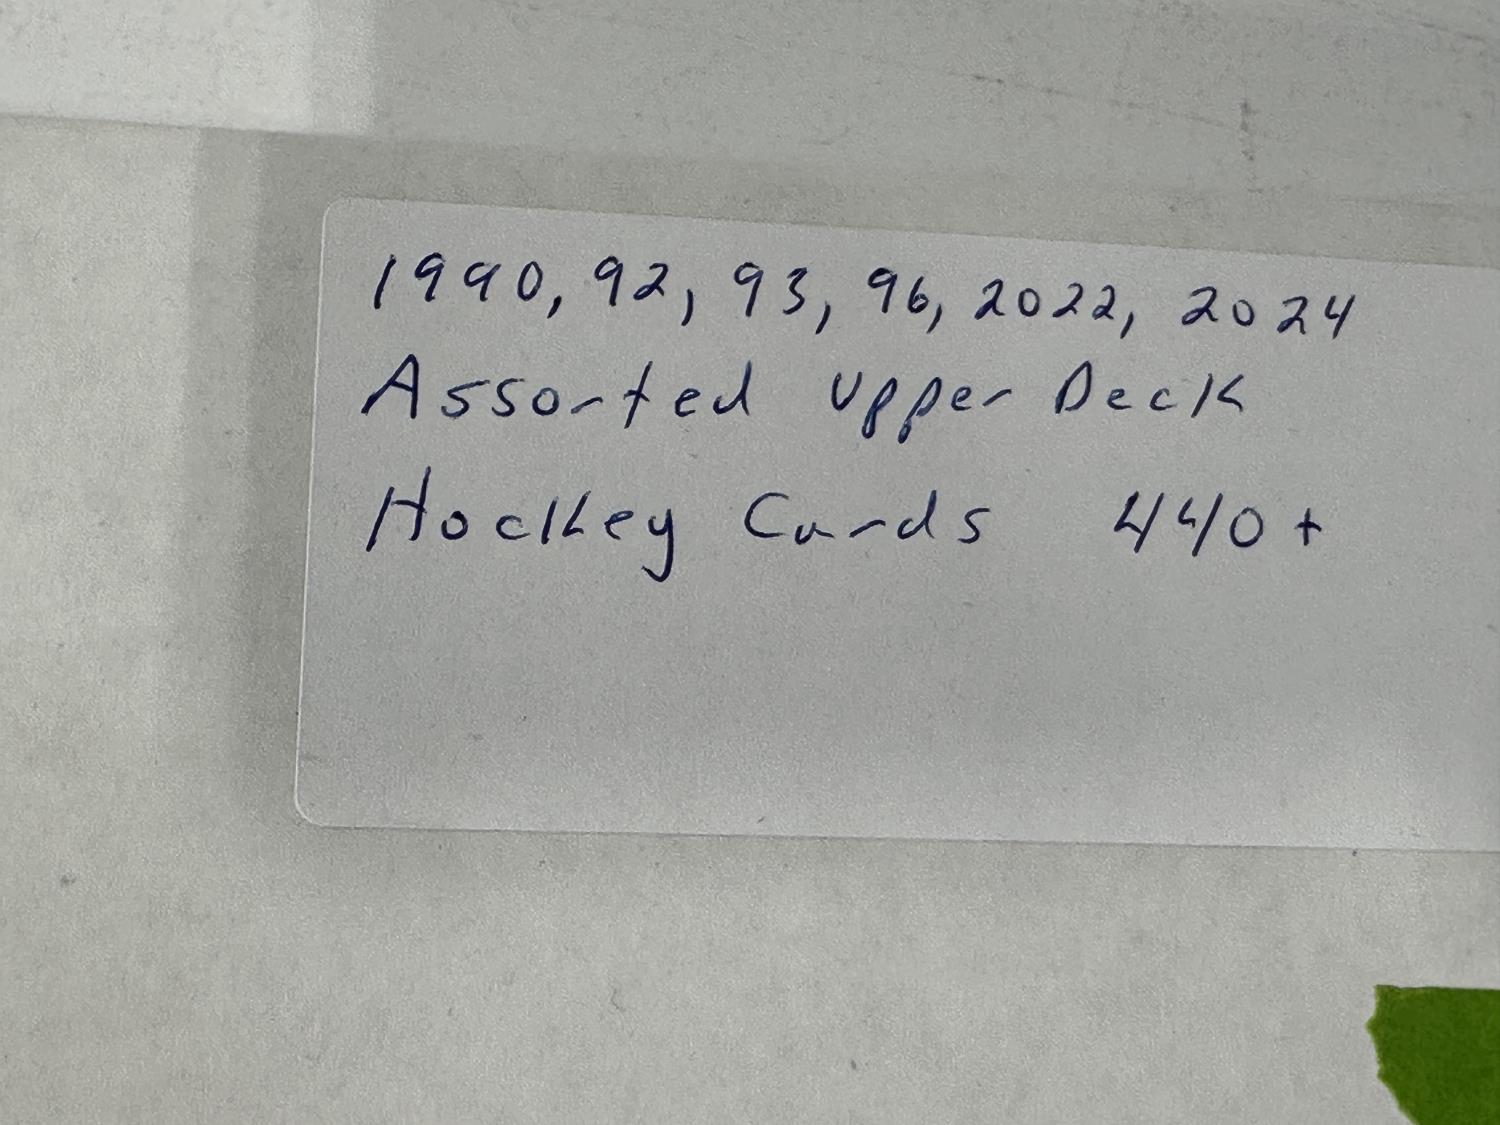 1990, 92, 93, 96, 2022, 2024
Assorted Upper Deck
Hockey Cards 440+